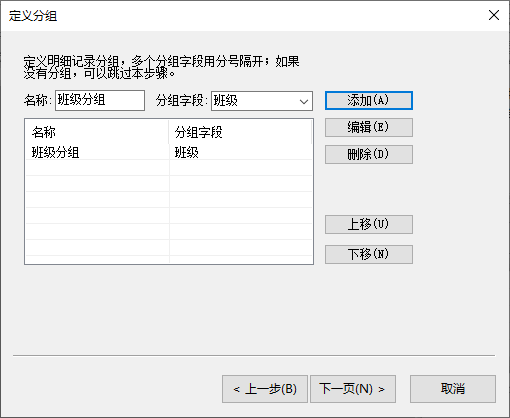 定义分组
定义明细记录分组，多个分组字段用分号隔开；如果
没有分组，可以跳过本步骤。
名称: 班级分组 分组字段: 班级 添加(A)
编辑(E)
名称 分组字段
班级分组 班级
删除(D)
上移(U)
下移(N)
< 上一步(B) 下一页(N) > 取消